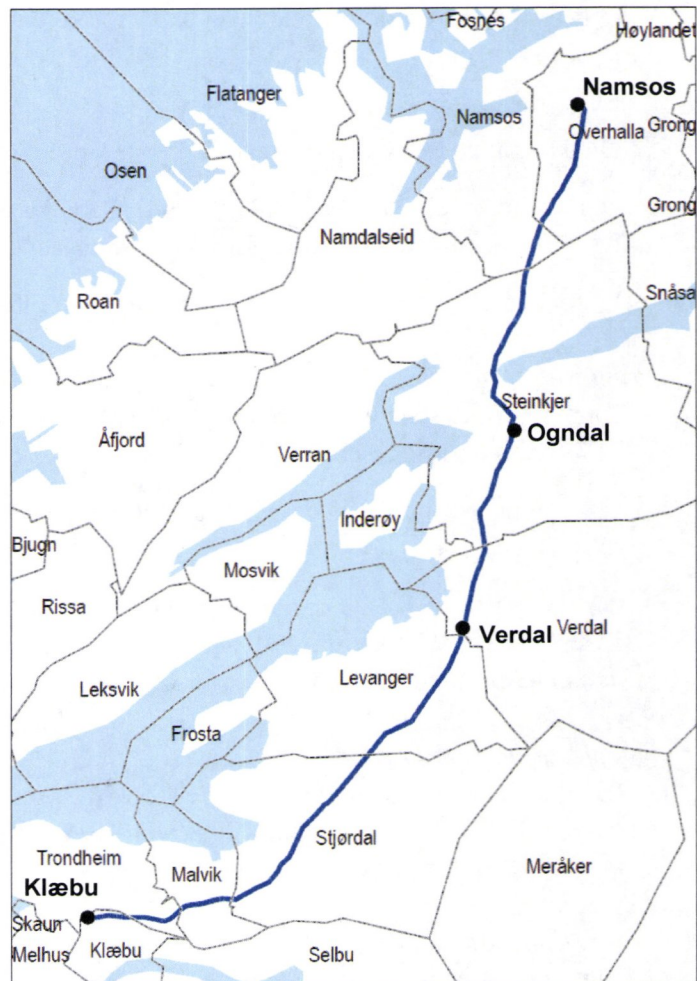 Fosnes
Høylandet
Namsos
Flatanger
Namsos
Overhalla
Grong
Osen
Grong
Namdalseid
Snåsa
Roan
Steinkjer
Åfjord
Ogndal
Verran
Inderøy
Bjugn
Mosvik
Rissa
Verdal
Verdal
Levanger
Leksvik
Frosta
Stjørdal
Trondheim
Malvik
Meråker
Klæbu
Skaun
Melhus
Klæbu
Selbu